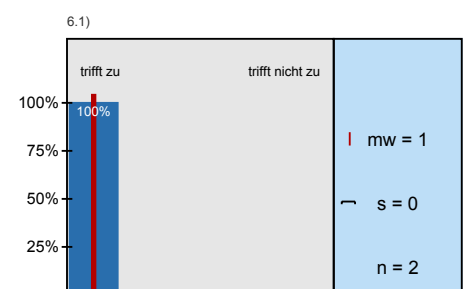 6.1)
trifft zu
trifft nicht zu
100%
100%
75%
50%
25%
mw = 1
s = 0
n = 2